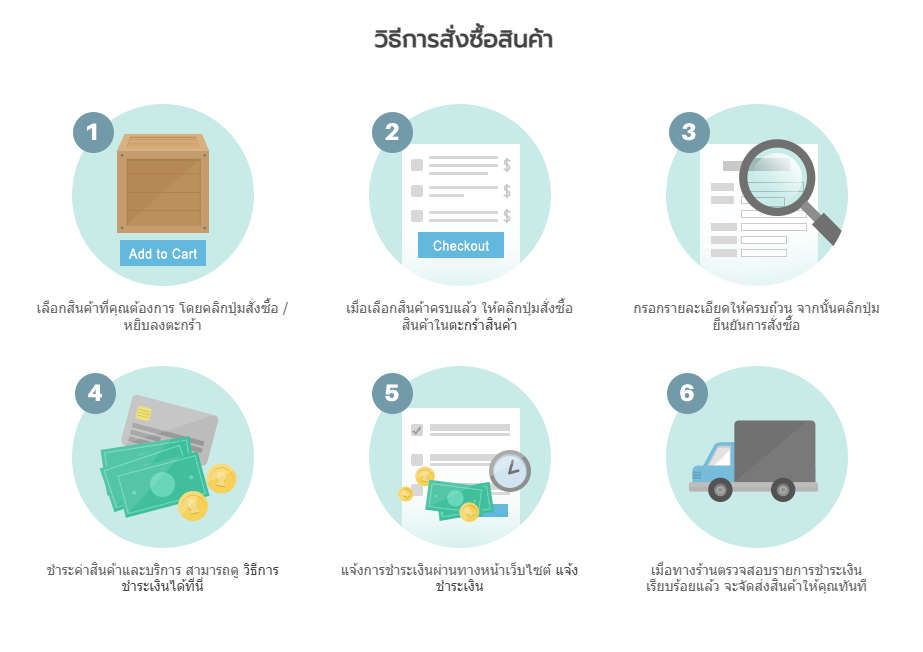 วิธีการสั่งซื้อสินค้า
1
2
3
$
$
$
Add to Cart
Checkout
เลือกสินค้าที่คุณต้องการ โดยคลิกปุ่มสั่งซื้อ /
หยิบลงตะกร้า
เมื่อเลือกสินค้าครบแล้ว ให้คลิกปุ่มสั่งซื้อ
สินค้าในตะกร้าสินค้า
กรอกรายละเอียดให้ครบถ้วน จากนั้นคลิกปุ่ม
ยืนยันการสั่งซื้อ
4
5
6
ชำระค่าสินค้าและบริการ สามารถดู วิธีการ
ชำระเงินได้ที่นี่
แจ้งการชำระเงินผ่านทางหน้าเว็บไซต์ แจ้ง
ชำระเงิน
เมื่อทางร้านตรวจสอบรายการชำระเงิน
เรียบร้อยแล้ว จะจัดส่งสินค้าให้คุณทันที